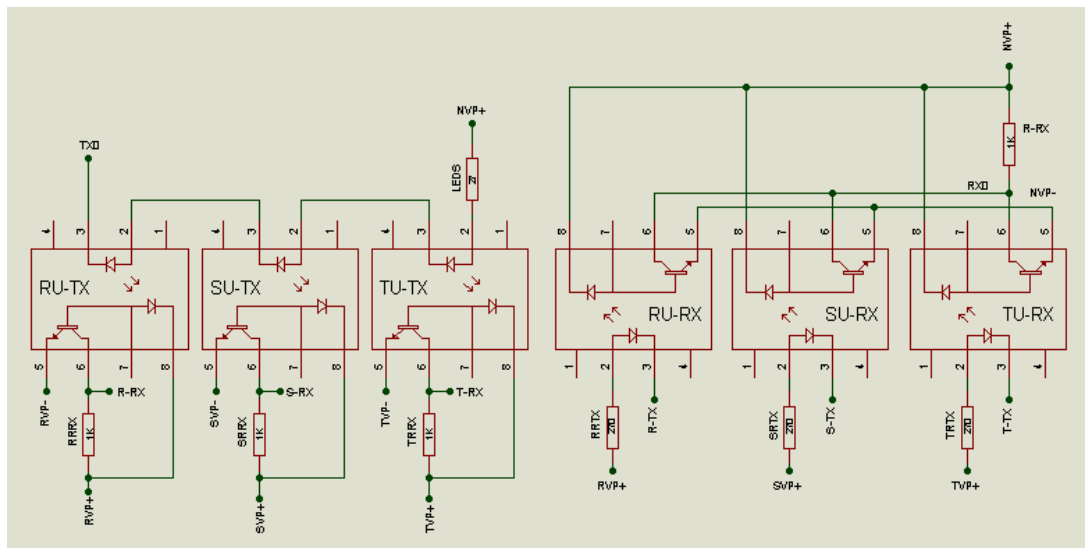 NVP+
NVP+
TX0
LEDS
27
R-RX
1K
RX0
NVP-
4
3
2
1
4
3
2
1
4
3
2
1
8
7
6
5
8
7
6
5
8
7
6
5
RU-TX
SU-TX
TU-TX
RU-RX
SU-RX
TU-RX
5
6
7
8
5
6
7
8
5
6
7
8
1
2
3
4
1
2
3
4
1
2
3
4
RVP-
R-RX
SVP-
S-RX
TVP-
T-RX
RRRX
1K
SRRX
1K
TRRX
1K
RRTX
270
R-TX
SRTX
270
S-TX
TRTX
270
T-TX
RVP+
SVP+
TVP+
RVP+
SVP+
TVP+